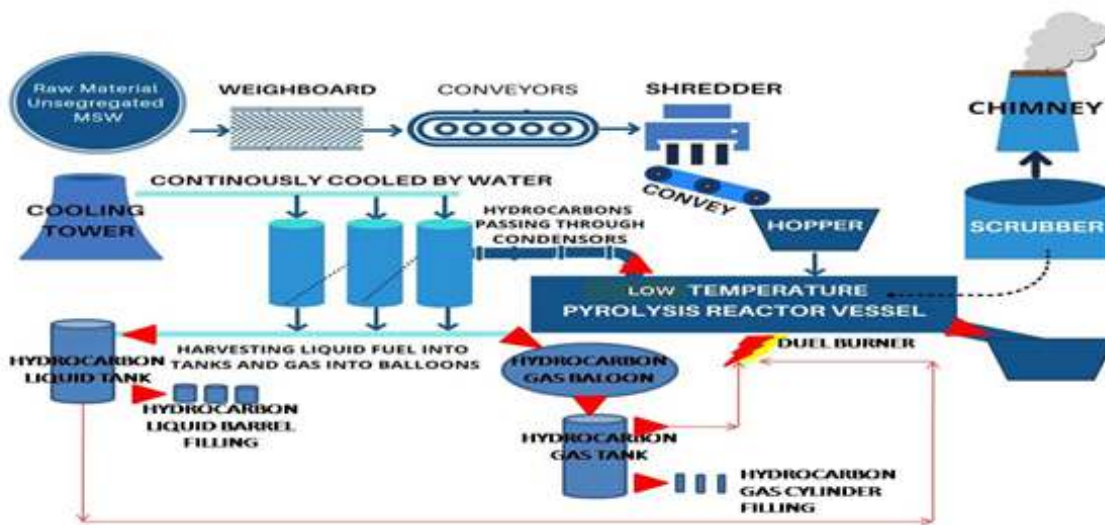 Raw Material
Unsegregated
MSW
WEIGHBOARD
CONVEYORS
SHREDDER
CHIMNEY
CONVEY
COOLING
TOWER
CONTINOUSLY COOLED BY WATER
HYDROCARBONS
PASSING THROUGH
CONDENSORS
HOPPER
SCRUBBER
LOW TEMPERATURE
PYROLYSIS REACTOR VESSEL
DUEL BURNER
HYDROCARBON
LIQUID TANK
HARVESTING LIQUID FUEL INTO
TANKS AND GAS INTO BALLOONS
HYDROCARBON
GAS BALOON
HYDROCARBON
LIQUID BARREL
FILLING
HYDROCARBON
GAS TANK
HYDROCARBON
GAS CYLINDER
FILLING